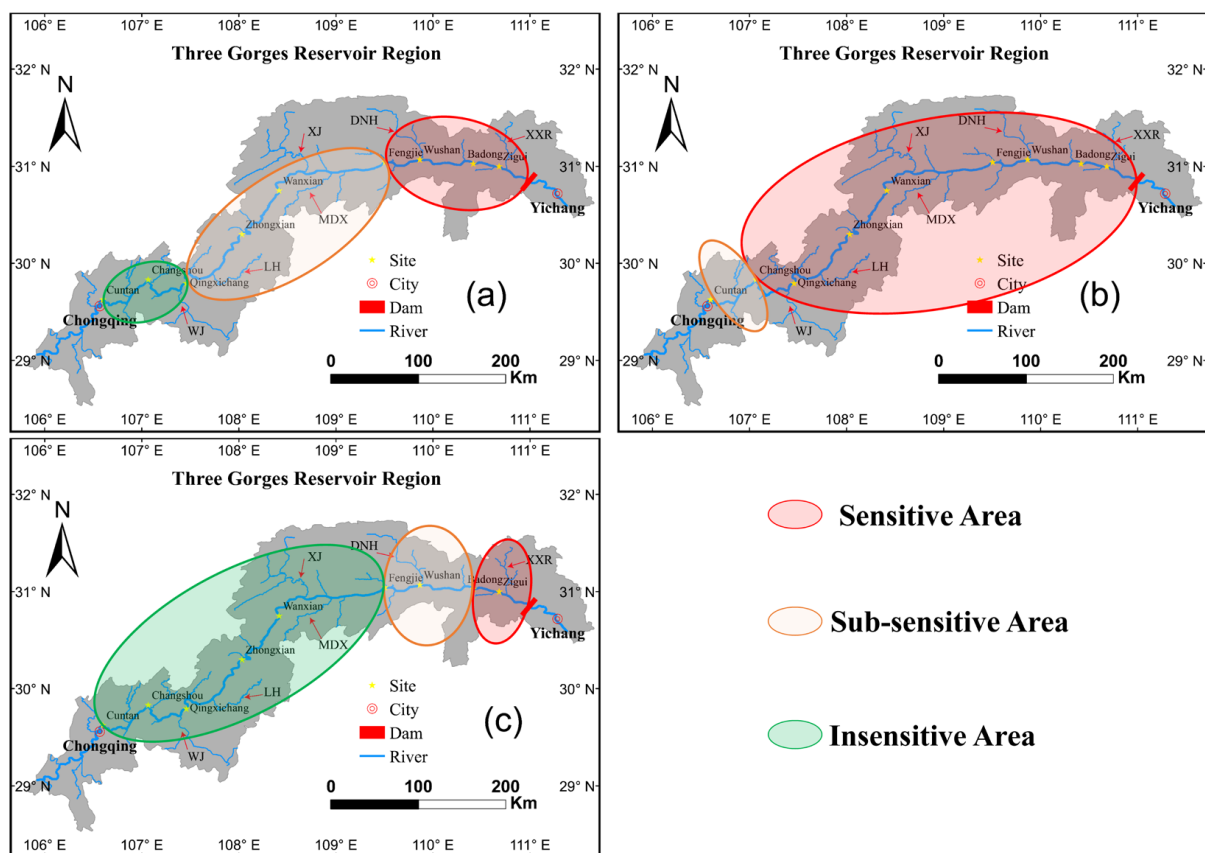 106° E 107° E 108° E 109° E 110° E 111° E
Three Gorges Reservoir Region
32° N
N
DNH
XJ
XXR
31° N
Fengjie
Wushan
Badong
Zigui
Wanxian
MDX
Yichang
Zhongxian
30° N
Changshou
LH
Qingxichang
Cuntan
Chongqing
WJ
29° N
Site
City
Dam
River
(a)
0 100 200
Km
106° E 107° E 108° E 109° E 110° E 111° E
106° E 107° E 108° E 109° E 110° E 111° E
Three Gorges Reservoir Region
32° N
N
DNH
XJ
XXR
31° N
Fengjie
Wushan
Badong
Zigui
Wanxian
MDX
Yichang
Zhongxian
30° N
Changshou
LH
Qingxichang
Cuntan
Chongqing
WJ
29° N
Site
City
Dam
River
(b)
0 100 200
Km
106° E 107° E 108° E 109° E 110° E 111° E
Three Gorges Reservoir Region
32° N
N
DNH
XJ
XXR
31° N
Fengjie
Wushan
Badong
Zigui
Wanxian
MDX
Yichang
Zhongxian
30° N
Changshou
LH
Qingxichang
Cuntan
Chongqing
WJ
29° N
Site
City
Dam
River
(c)
0 100 200
Km
106° E 107° E 108° E 109° E 110° E 111° E
Sensitive Area
Sub-sensitive Area
Insensitive Area